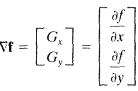 ∇f = [ G_x G_y ] = [ ∂f/∂x ∂f/∂y ]